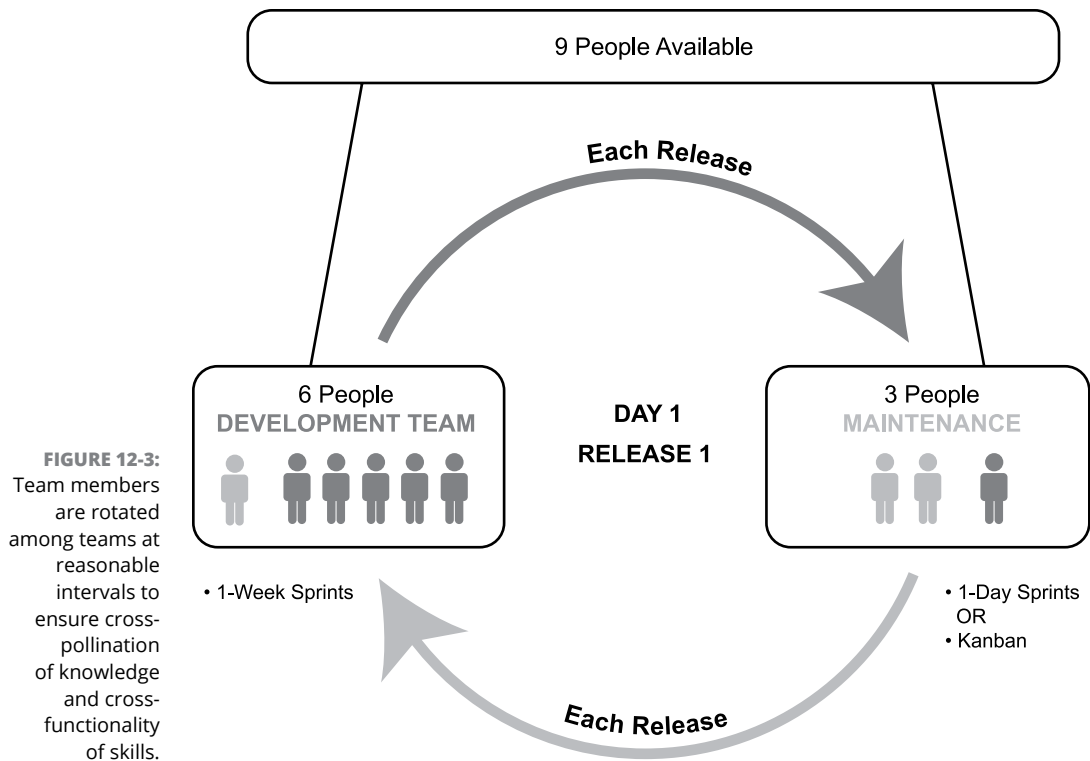 9 People Available
Each Release
6 People
DEVELOPMENT TEAM
DAY 1
RELEASE 1
3 People
MAINTENANCE
• 1-Week Sprints
• 1-Day Sprints
OR
• Kanban
Each Release
FIGURE 12-3:
Team members
are rotated
among teams at
reasonable
intervals to
ensure cross-
pollination
of knowledge
and cross-
functionality
of skills.